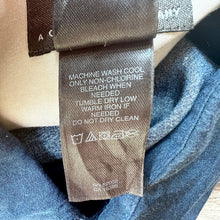 MACHINE WASH COOL
ONLY NON-CHLORINE
BLEACH WHEN
NEEDED
TUMBLE DRY LOW
WARM IRON IF
NEEDED
DO NOT DRY CLEAN